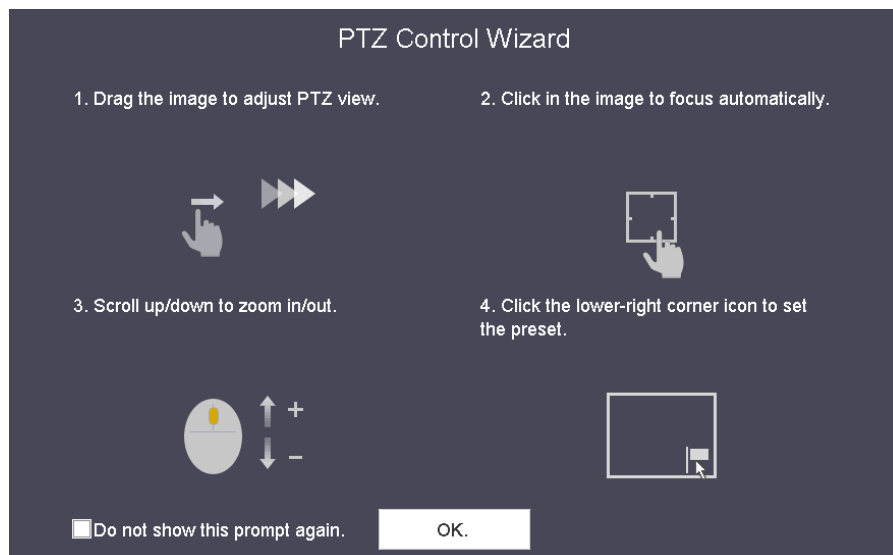 PTZ Control Wizard
1. Drag the image to adjust PTZ view.
2. Click in the image to focus automatically.
3. Scroll up/down to zoom in/out.
4. Click the lower-right corner icon to set
the preset.
+
−
Do not show this prompt again.
OK.